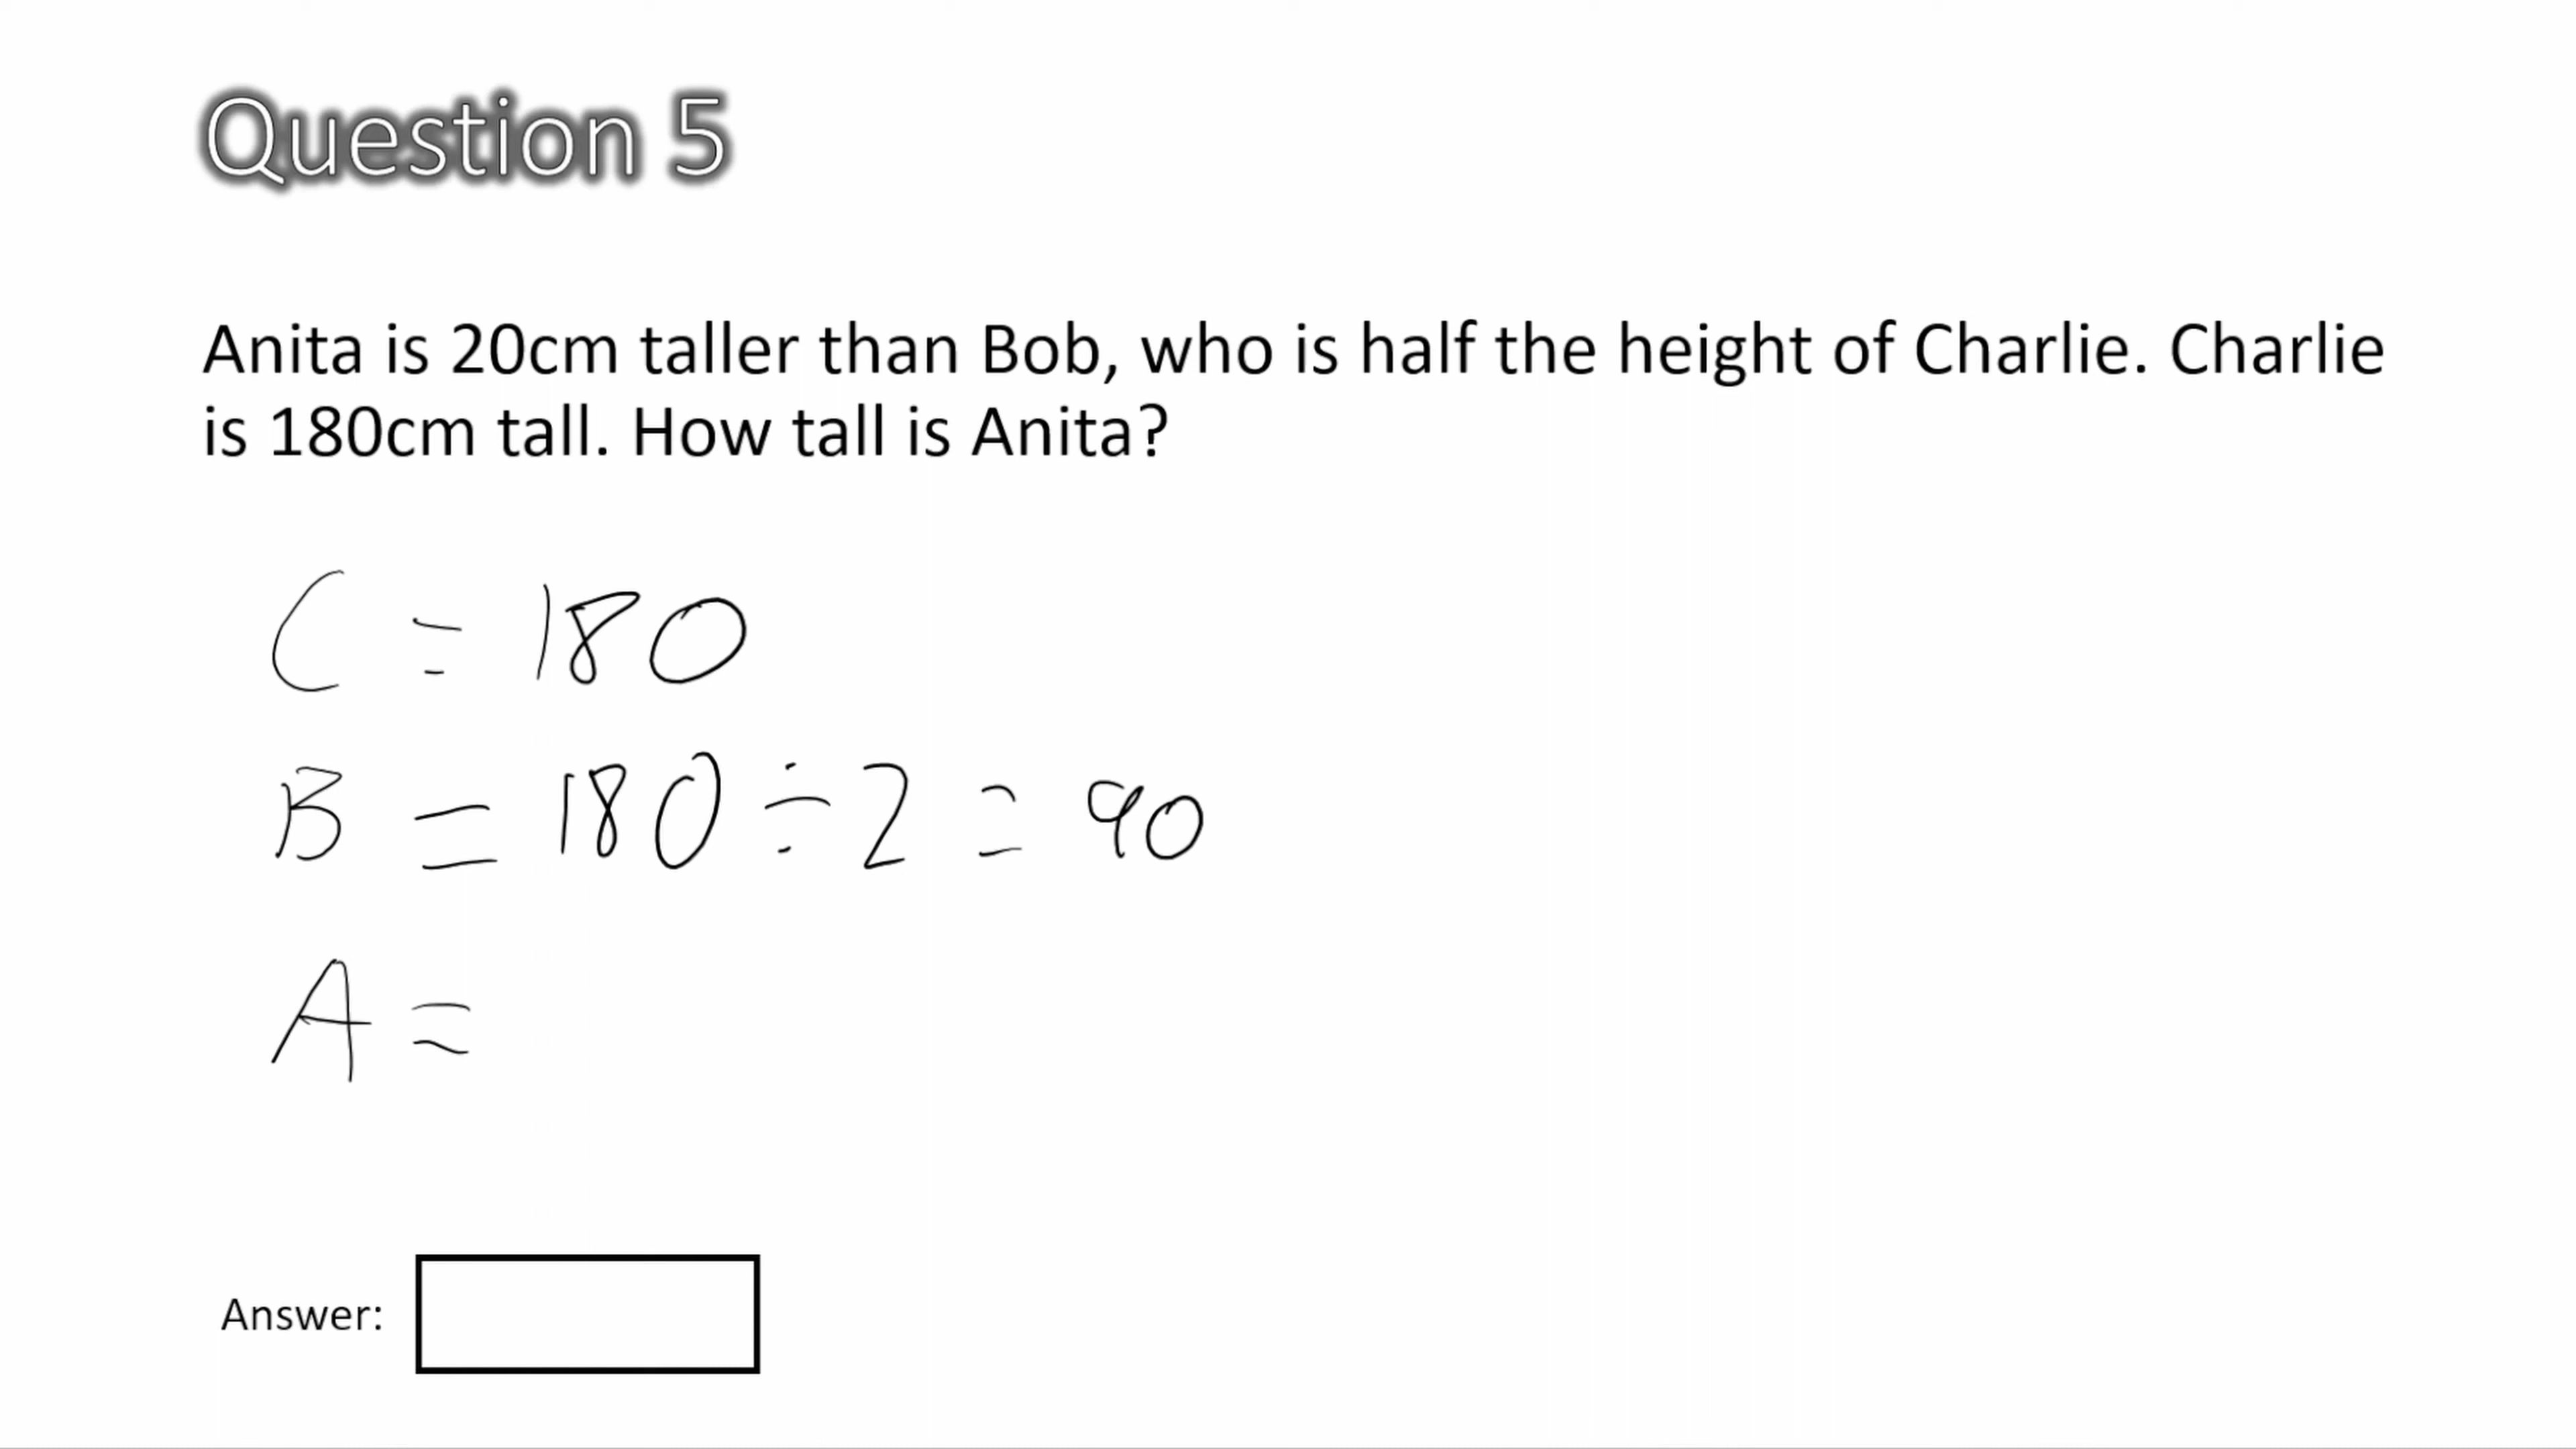 Question 5
Anita is 20cm taller than Bob, who is half the height of Charlie. Charlie
is 180cm tall. How tall is Anita?
C = 180
B = 180 ÷ 2 = 90
A =
Answer: